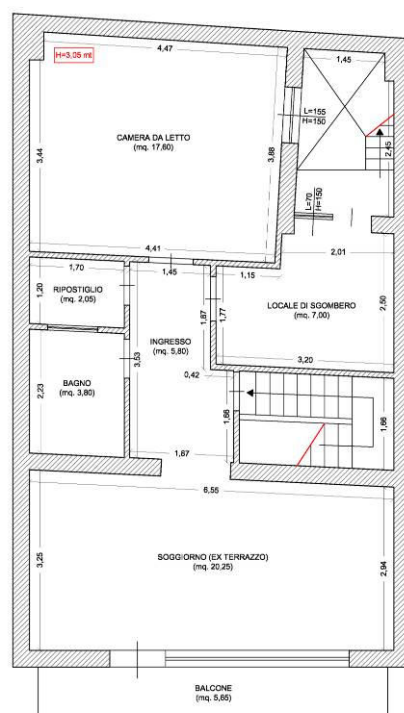 4,47
H=3,05 ml
1,45
CAMERA DA LETTO
(mq. 17,60)
L=155
H=150
3,44
3,88
2,45
L=70
H=150
4,41
1,70
1,45
1,15
2,01
1,20
RIPOSTIGLIO
(mq. 2,05)
1,87
1,77
LOCALE DI SGOMBERO
(mq. 7,00)
2,50
INGRESSO
(mq. 5,80)
3,53
BAGNO
(mq. 3,80)
2,23
3,20
0,42
1,66
1,66
1,67
6,55
3,25
SOGGIORNO (EX TERRAZZO)
(mq. 20,25)
2,94
BALCONE
(mq. 5,65)